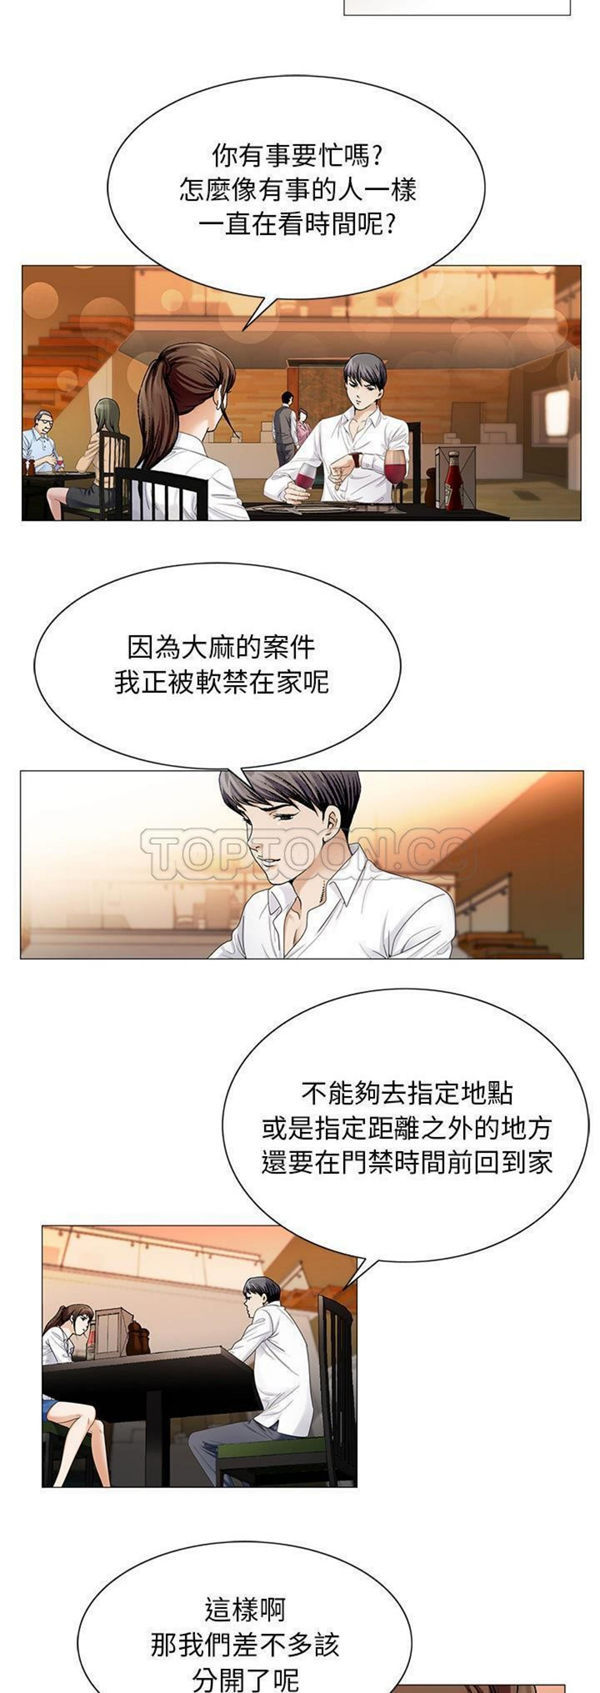 你有事要忙嗎?
怎麼像有事的人一樣
一直在看時間呢?
因為大麻的案件
我正被軟禁在家呢
TOPTOON.CC
不能夠去指定地點
或是指定距離之外的地方
還要在門禁時間前回到家
這樣啊
那我們差不多該
分開了呢